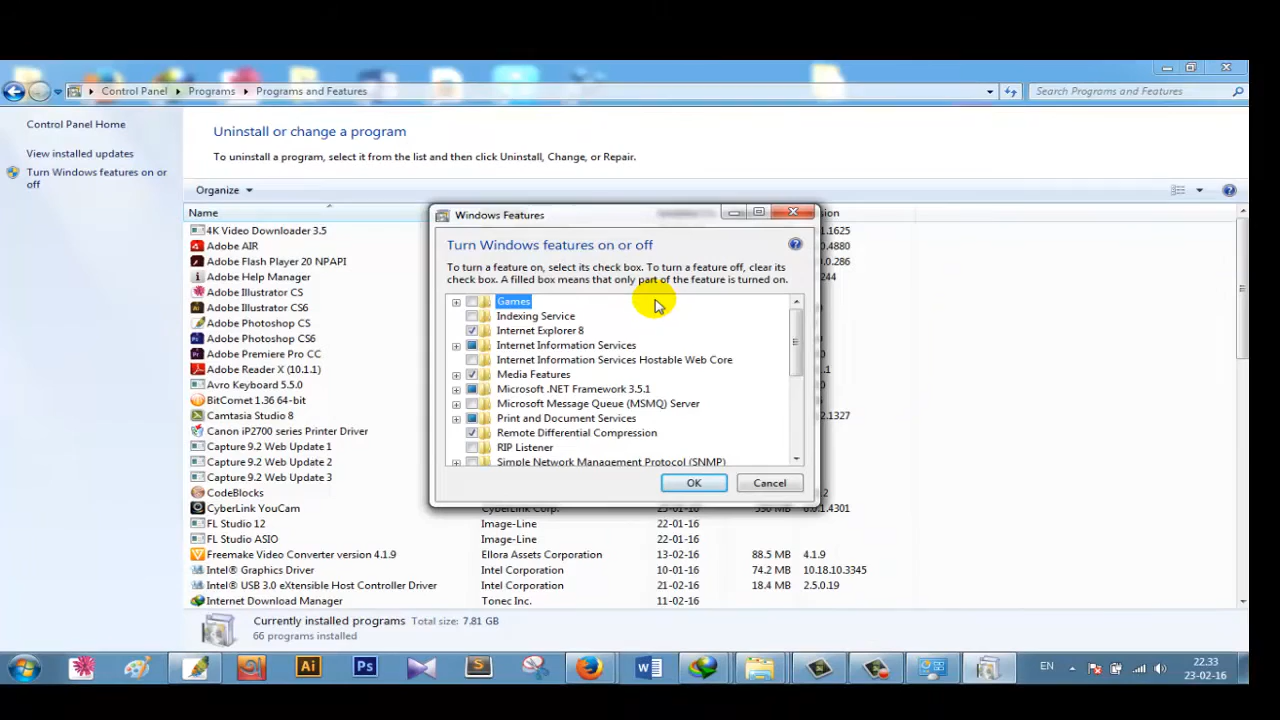 Control Panel Programs Programs and Features Search Programs and Features
Control Panel Home
View installed updates
Turn Windows features on or
off
Uninstall or change a program
To uninstall a program, select it from the list and then click Uninstall, Change, or Repair.
Organize
Name
4K Video Downloader 3.5
Adobe AIR
Adobe Flash Player 20 NPAPI
Adobe Help Manager
Adobe Illustrator CS
Adobe Illustrator CS6
Adobe Photoshop CS
Adobe Photoshop CS6
Adobe Premiere Pro CC
Adobe Reader X (10.1.1)
Avro Keyboard 5.5.0
BitComet 1.36 64-bit
Camtasia Studio 8
Canon iP2700 series Printer Driver
Capture 9.2 Web Update 1
Capture 9.2 Web Update 2
Capture 9.2 Web Update 3
CodeBlocks
CyberLink YouCam
FL Studio 12 Image-Line 22-01-16
FL Studio ASIO Image-Line 22-01-16
Freemake Video Converter version 4.1.9 Ellora Assets Corporation 13-02-16 88.5 MB 4.1.9
Intel® Graphics Driver Intel Corporation 10-01-16 74.2 MB 10.18.10.3345
Intel® USB 3.0 eXtensible Host Controller Driver Intel Corporation 21-02-16 18.4 MB 2.5.0.19
Internet Download Manager Tonec Inc. 11-02-16
Windows Features
Turn Windows features on or off
To turn a feature on, select its check box. To turn a feature off, clear its
check box. A filled box means that only part of the feature is turned on.
Games
Indexing Service
Internet Explorer 8
Internet Information Services
Internet Information Services Hostable Web Core
Media Features
Microsoft .NET Framework 3.5.1
Microsoft Message Queue (MSMQ) Server
Print and Document Services
Remote Differential Compression
RIP Listener
Simple Network Management Protocol (SNMP)
OK Cancel
Currently installed programs Total size: 7.81 GB
66 programs installed
Ai Ps S W EN 22.33
23-02-16